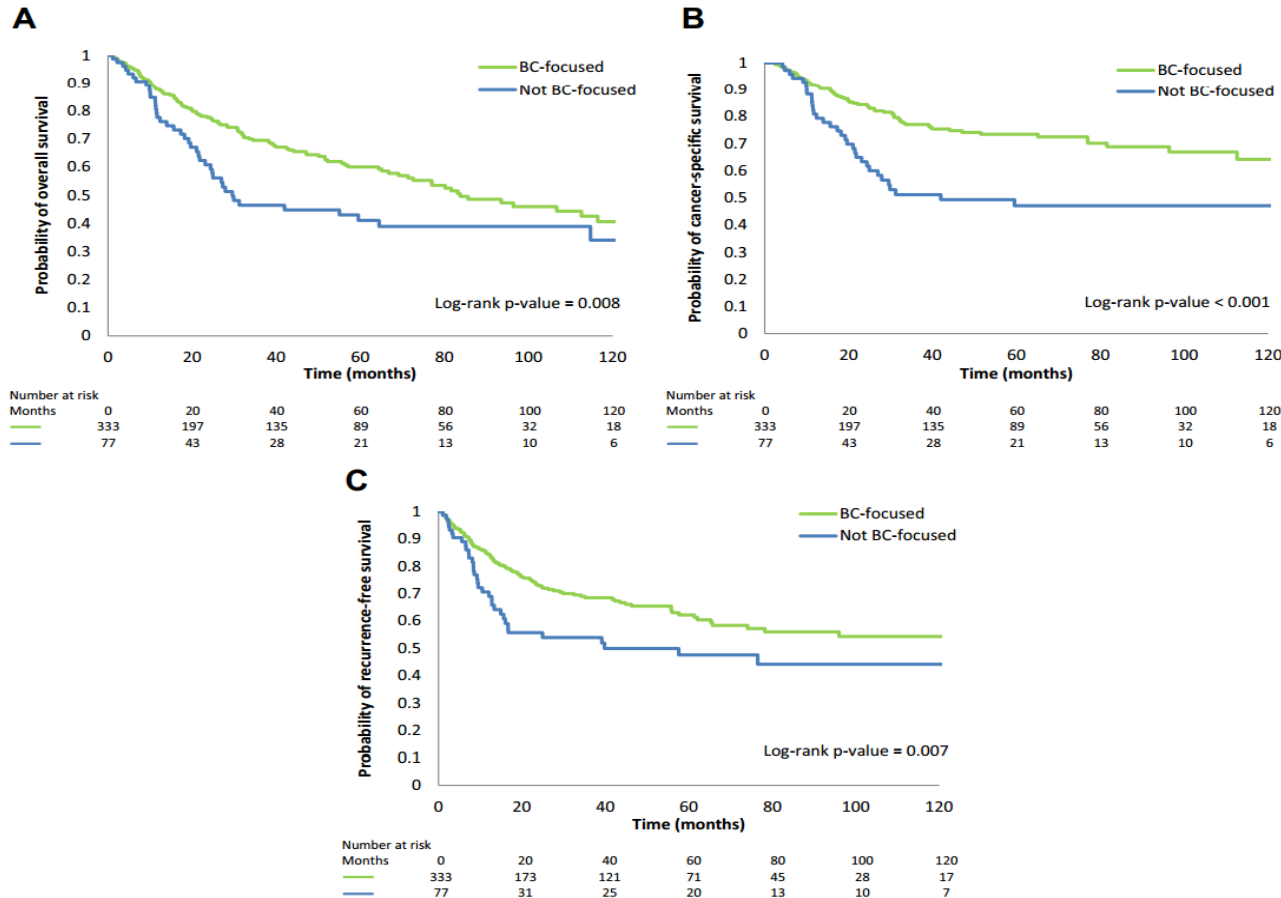 A
Probability of overall survival
1
0.9
0.8
0.7
0.6
0.5
0.4
0.3
0.2
0.1
0
BC-focused
Not BC-focused
Log-rank p-value = 0.008
0 20 40 60 80 100 120
Time (months)
Number at risk
Months 0 20 40 60 80 100 120
333 197 135 89 56 32 18
77 43 28 21 13 10 6
B
Probability of cancer-specific survival
1
0.9
0.8
0.7
0.6
0.5
0.4
0.3
0.2
0.1
0
BC-focused
Not BC-focused
Log-rank p-value < 0.001
0 20 40 60 80 100 120
Time (months)
Number at risk
Months 0 20 40 60 80 100 120
333 197 135 89 56 32 18
77 43 28 21 13 10 6
C
Probability of recurrence-free survival
1
0.9
0.8
0.7
0.6
0.5
0.4
0.3
0.2
0.1
0
BC-focused
Not BC-focused
Log-rank p-value = 0.007
0 20 40 60 80 100 120
Time (months)
Number at risk
Months 0 20 40 60 80 100 120
333 173 121 71 45 28 17
77 31 25 20 13 10 7